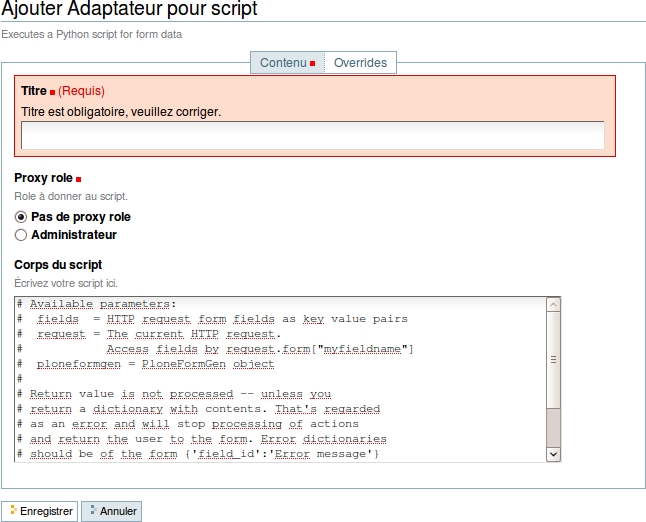 Ajouter Adaptateur pour script
Executes a Python script for form data
Contenu Overrides
Titre (Requis)
Titre est obligatoire, veuillez corriger.
Proxy role
Role à donner au script.
Pas de proxy role
Administrateur
Corps du script
Écrivez votre script ici.
# Available parameters:
#  fields  = HTTP request form fields as key value pairs
#  request = The current HTTP request.
#            Access fields by request.form["myfieldname"]
#  ploneformgen = PloneFormGen object
#
# Return value is not processed -- unless you
# return a dictionary with contents. That's regarded
# as an error and will stop processing of actions
# and return the user to the form. Error dictionaries
# should be of the form {'field_id':'Error message'}
Enregistrer Annuler